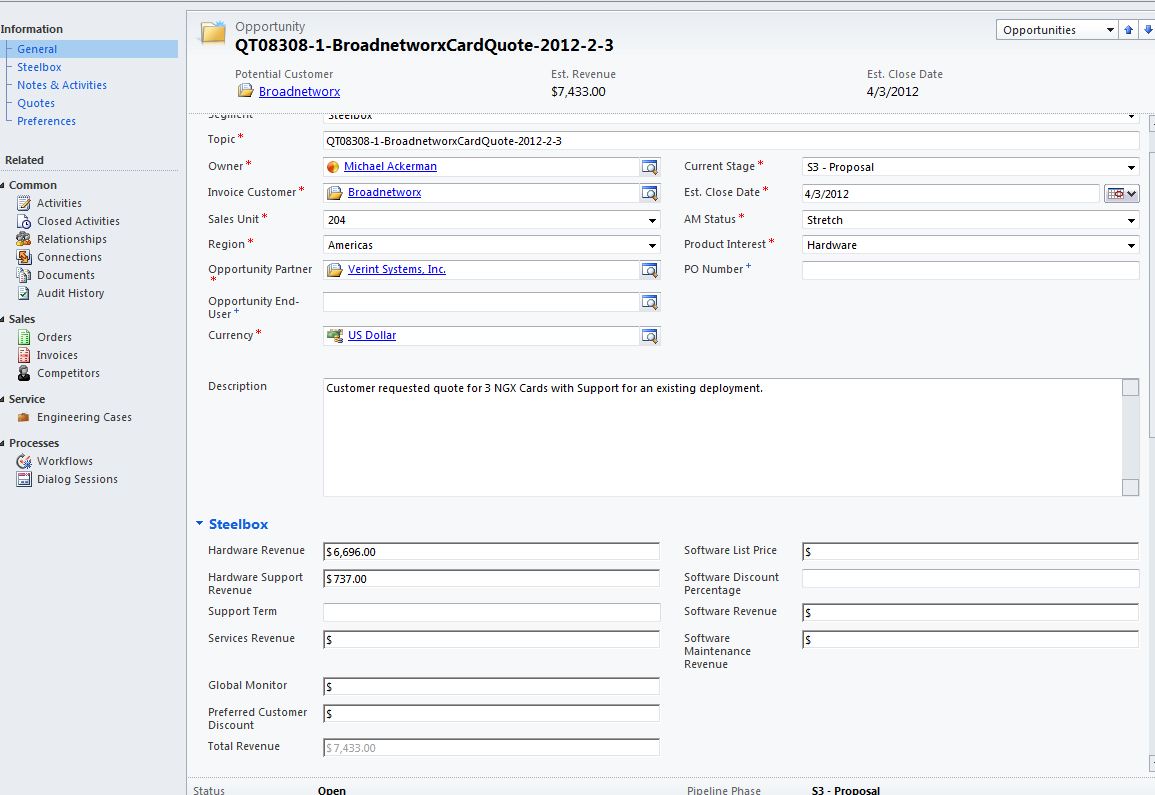 Information
General
Steelbox
Notes & Activities
Quotes
Preferences
Related
Common
Activities
Closed Activities
Relationships
Connections
Documents
Audit History
Sales
Orders
Invoices
Competitors
Service
Engineering Cases
Processes
Workflows
Dialog Sessions
Opportunity
QT08308-1-BroadnetworxCardQuote-2012-2-3
Opportunities
Potential Customer
Broadnetworx
Est. Revenue
$7,433.00
Est. Close Date
4/3/2012
Segment Steelbox
Topic* QT08308-1-BroadnetworxCardQuote-2012-2-3
Owner* Michael Ackerman Current Stage* S3 - Proposal
Invoice Customer* Broadnetworx Est. Close Date* 4/3/2012
Sales Unit* 204 AM Status* Stretch
Region* Americas Product Interest* Hardware
Opportunity Partner
* Verint Systems, Inc. PO Number+
Opportunity End-
User+
Currency* US Dollar
Description Customer requested quote for 3 NGX Cards with Support for an existing deployment.
Steelbox
Hardware Revenue $6,696.00 Software List Price $
Hardware Support
Revenue $737.00
Software Discount
Percentage
Support Term Software Revenue $
Services Revenue $
Software
Maintenance
Revenue $
Global Monitor $
Preferred Customer
Discount $
Total Revenue $7,433.00
Status Open Pipeline Phase S3 - Proposal